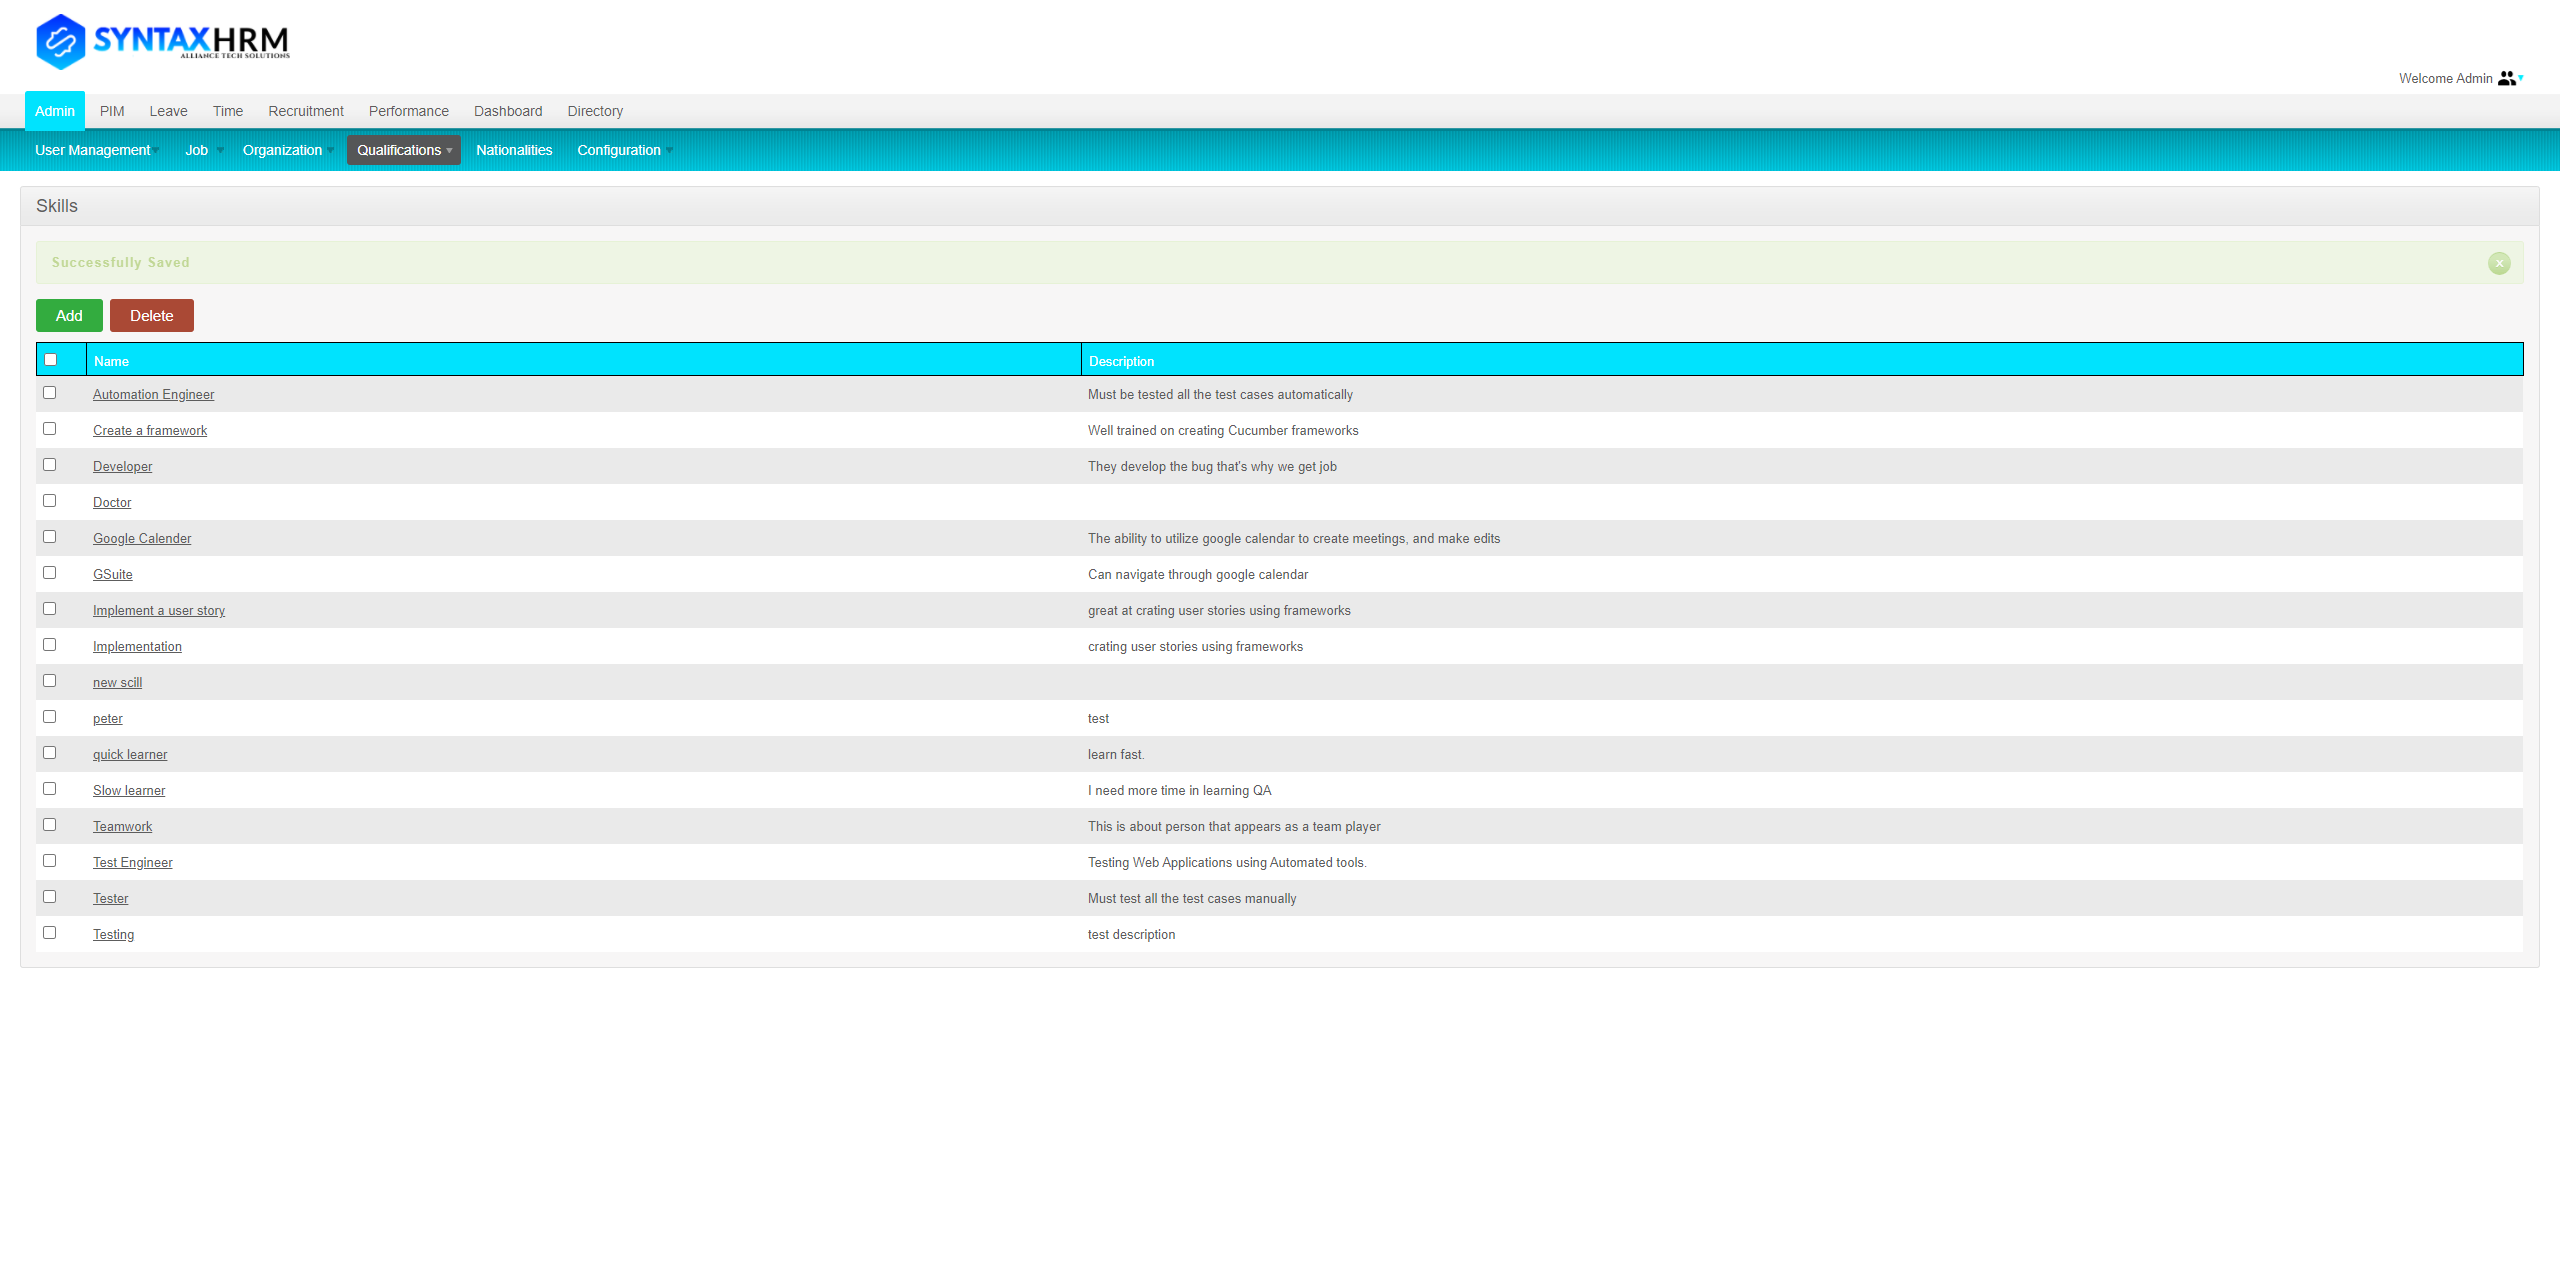 SYNTAXHRM
ALLIANCE TECH SOLUTIONS
Welcome Admin
Admin PIM Leave Time Recruitment Performance Dashboard Directory
User Management Job Organization Qualifications Nationalities Configuration
Skills
Successfully Saved
Add Delete
Name Description
Automation Engineer Must be tested all the test cases automatically
Create a framework Well trained on creating Cucumber frameworks
Developer They develop the bug that's why we get job
Doctor
Google Calender The ability to utilize google calendar to create meetings, and make edits
GSuite Can navigate through google calendar
Implement a user story great at crating user stories using frameworks
Implementation crating user stories using frameworks
new scill
peter test
quick learner learn fast.
Slow learner I need more time in learning QA
Teamwork This is about person that appears as a team player
Test Engineer Testing Web Applications using Automated tools.
Tester Must test all the test cases manually
Testing test description